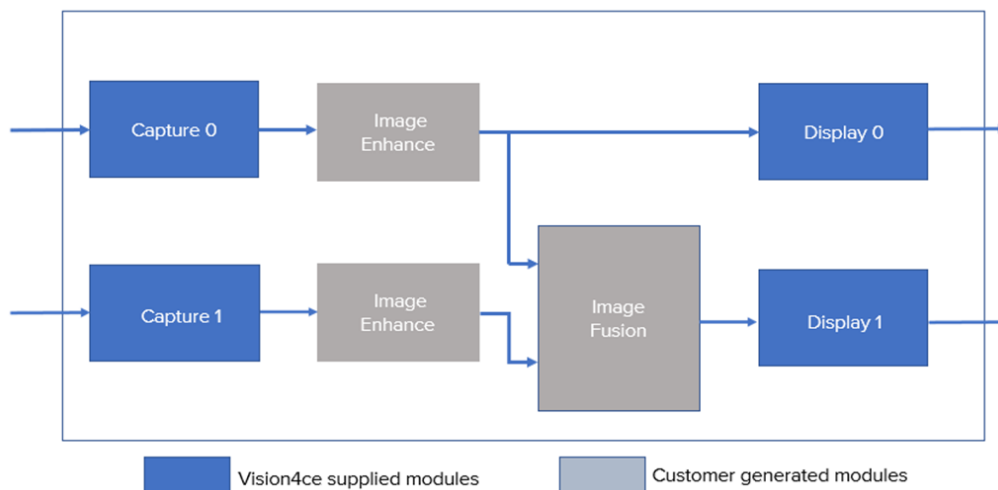 Capture 0
Image
Enhance
Display 0
Capture 1
Image
Enhance
Image
Fusion
Display 1
Vision4ce supplied modules
Customer generated modules